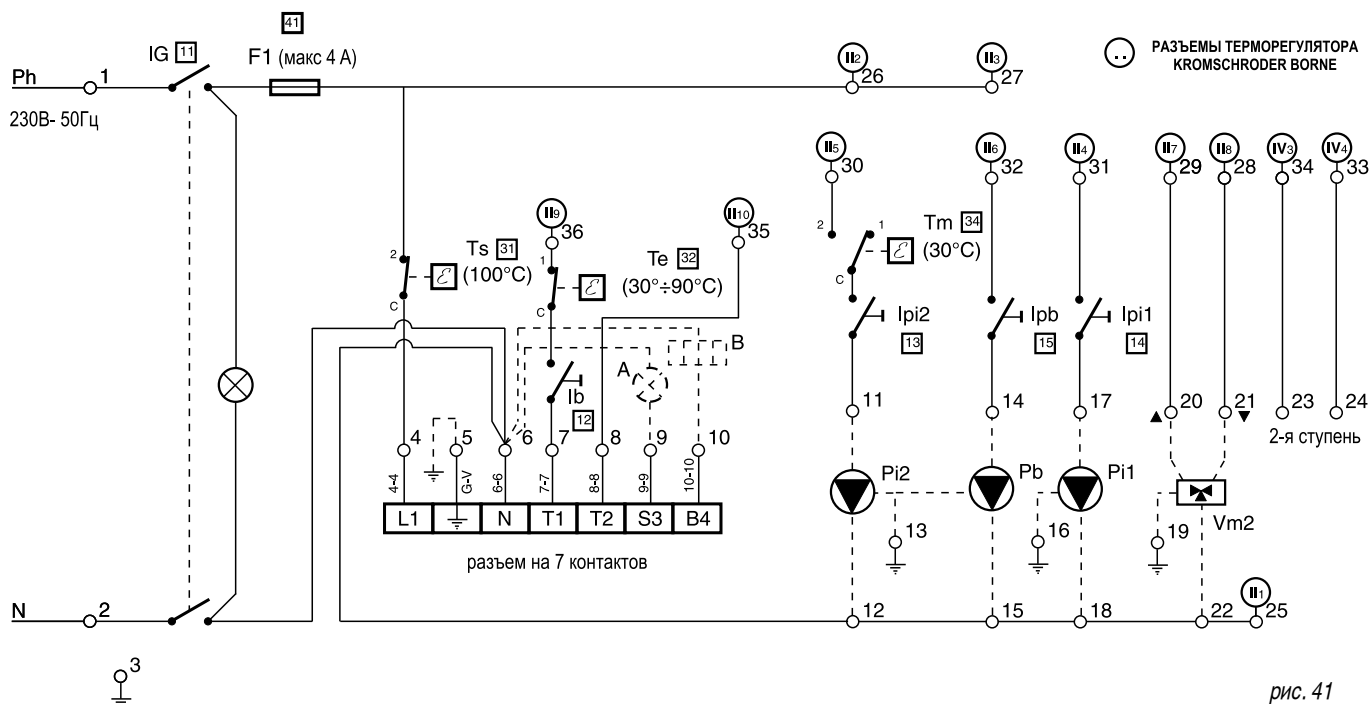 41
IG 11
F1 (макс 4 А)
Ph
1
230В- 50Гц
II2
26
II3
27
.. РАЗЪЕМЫ ТЕРМОРЕГУЛЯТОРА
KROMSCHRODER BORNE
II5
30
II6
32
II4
31
II7
29
II8
28
IV3
34
IV4
33
II9
36
II10
35
2
1
Tm 34
(30°C)
C
2
Ts 31
(100°C)
C
1
ℰ
ℰ
ℰ
C
Te 32
(30°÷90°C)
Ipi2
13
Ipb
15
Ipi1
14
A
B
Ib
12
11
14
17
20
21
23
24
2-я ступень
4
5
6
7
8
9
10
4-4
G-V
6-6
7-7
8-8
9-9
10-10
L1
N
T1
T2
S3
B4
разъем на 7 контактов
Pi2
Pb
Pi1
Vm2
13
16
19
N
2
12
15
18
22
II1
25
3
рис. 41